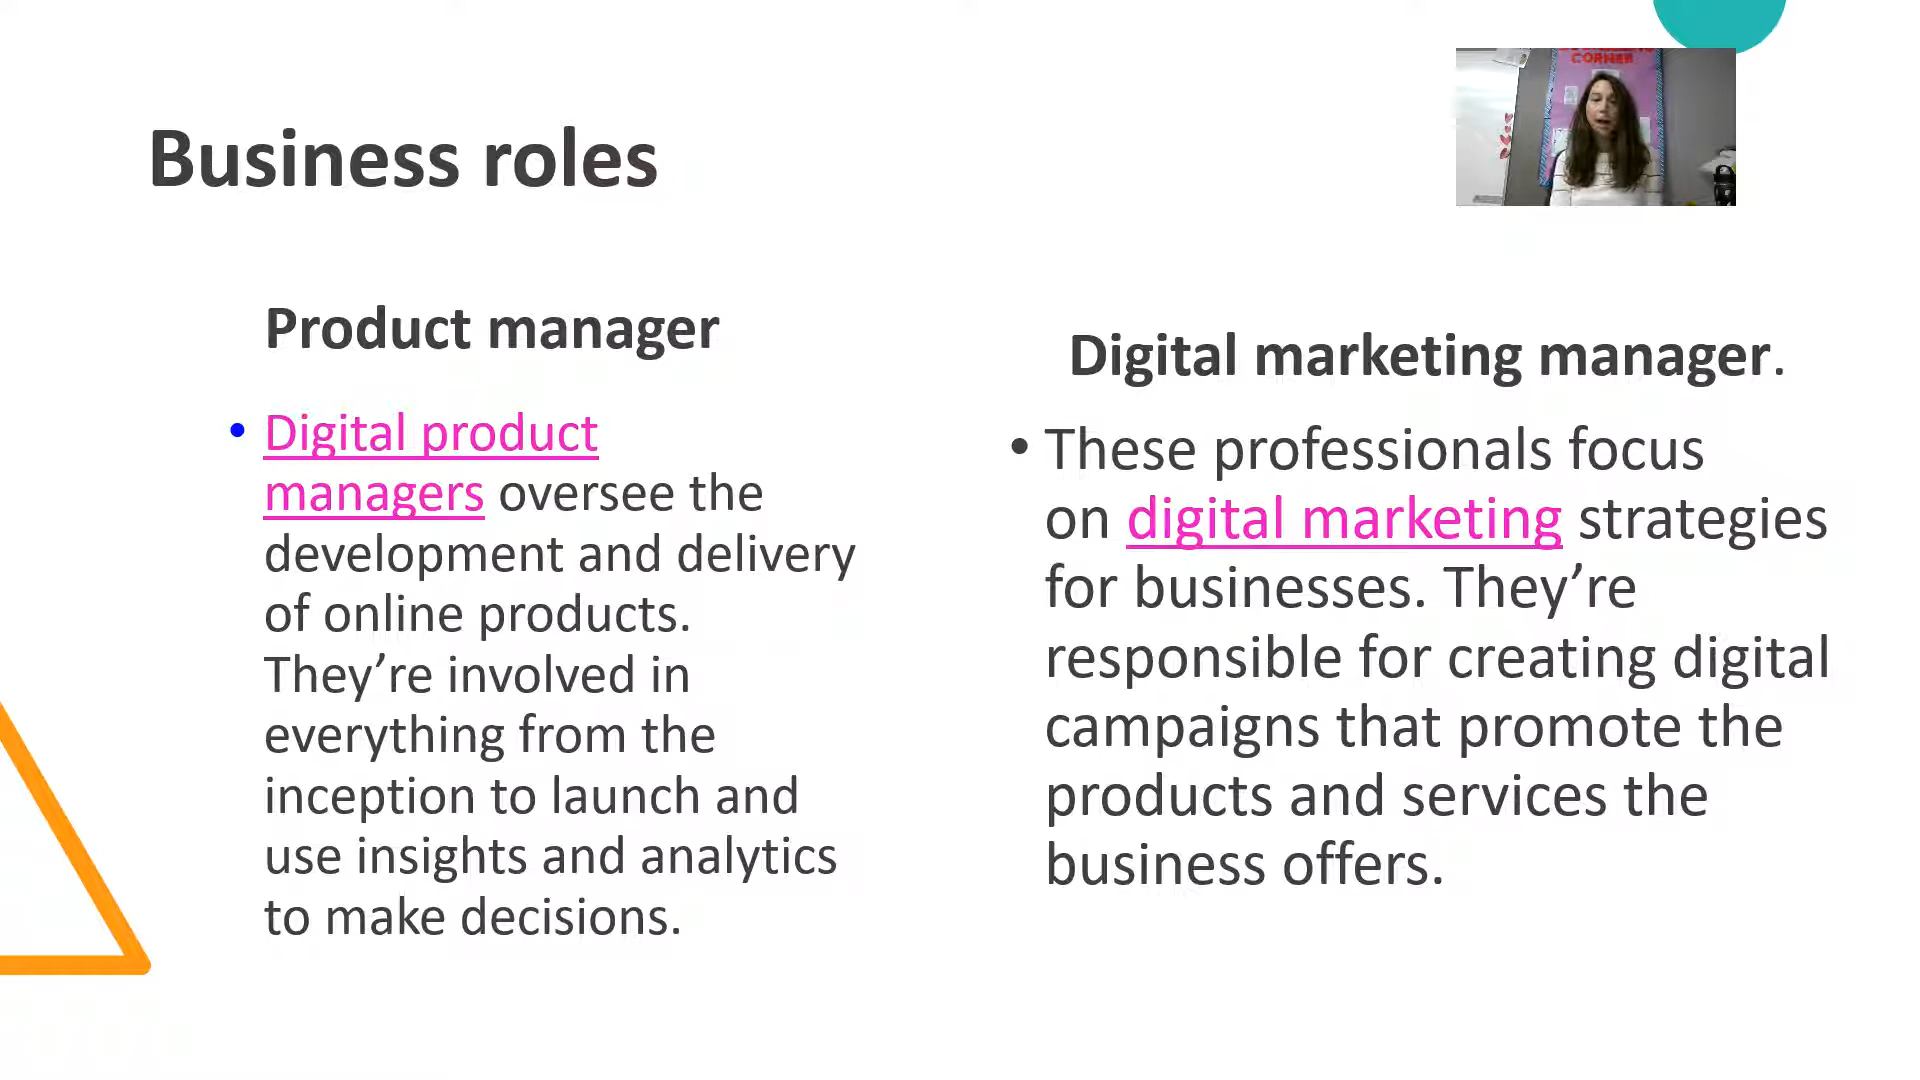 CORNER
Business roles
Product manager
• Digital product
managers oversee the
development and delivery
of online products.
They’re involved in
everything from the
inception to launch and
use insights and analytics
to make decisions.
Digital marketing manager.
• These professionals focus
on digital marketing strategies
for businesses. They’re
responsible for creating digital
campaigns that promote the
products and services the
business offers.